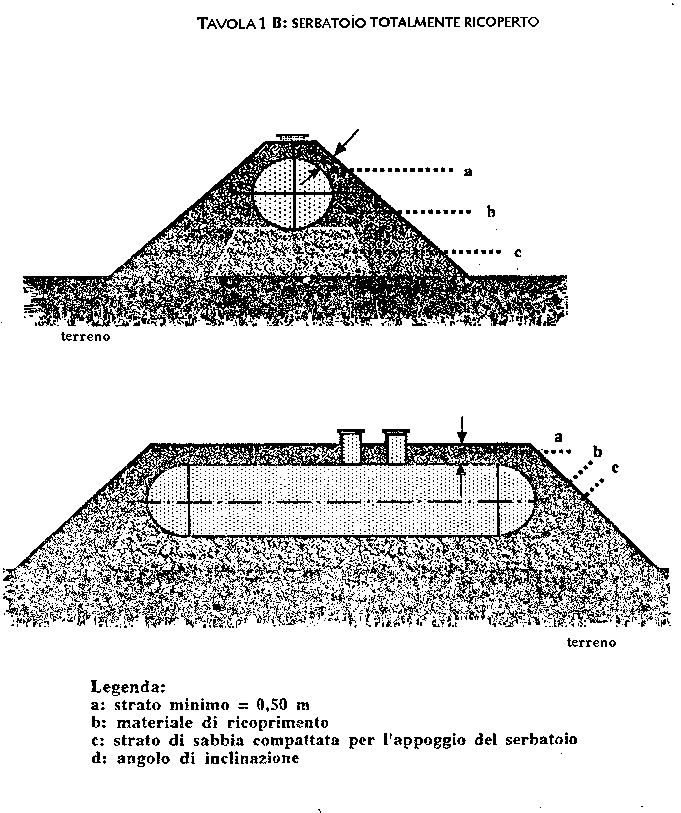 TAVOLA 1 B: SERBATOIO TOTALMENTE RICOPERTO
a
b
c
terreno
a
b
c
terreno
Legenda:
a: strato minimo = 0,50 m
b: materiale di ricoprimento
c: strato di sabbia compattata per l'appoggio del serbatoio
d: angolo di inclinazione